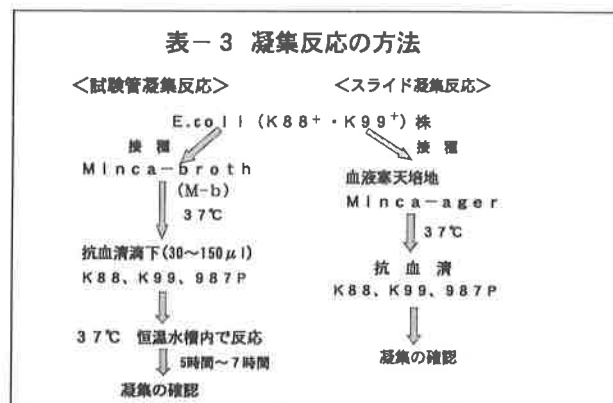 表－3 凝集反応の方法
＜試験管凝集反応＞
＜スライド凝集反応＞
E.coli（K88⁺・K99⁺）株
接種
Minca－broth
(M-b)
37℃
抗血清滴下(30～150μl)
K88、K99、987P
37℃ 恒温水槽内で反応
5時間～7時間
凝集の確認
接種
血液寒天培地
Minca－ager
37℃
抗血清
K88、K99、987P
凝集の確認